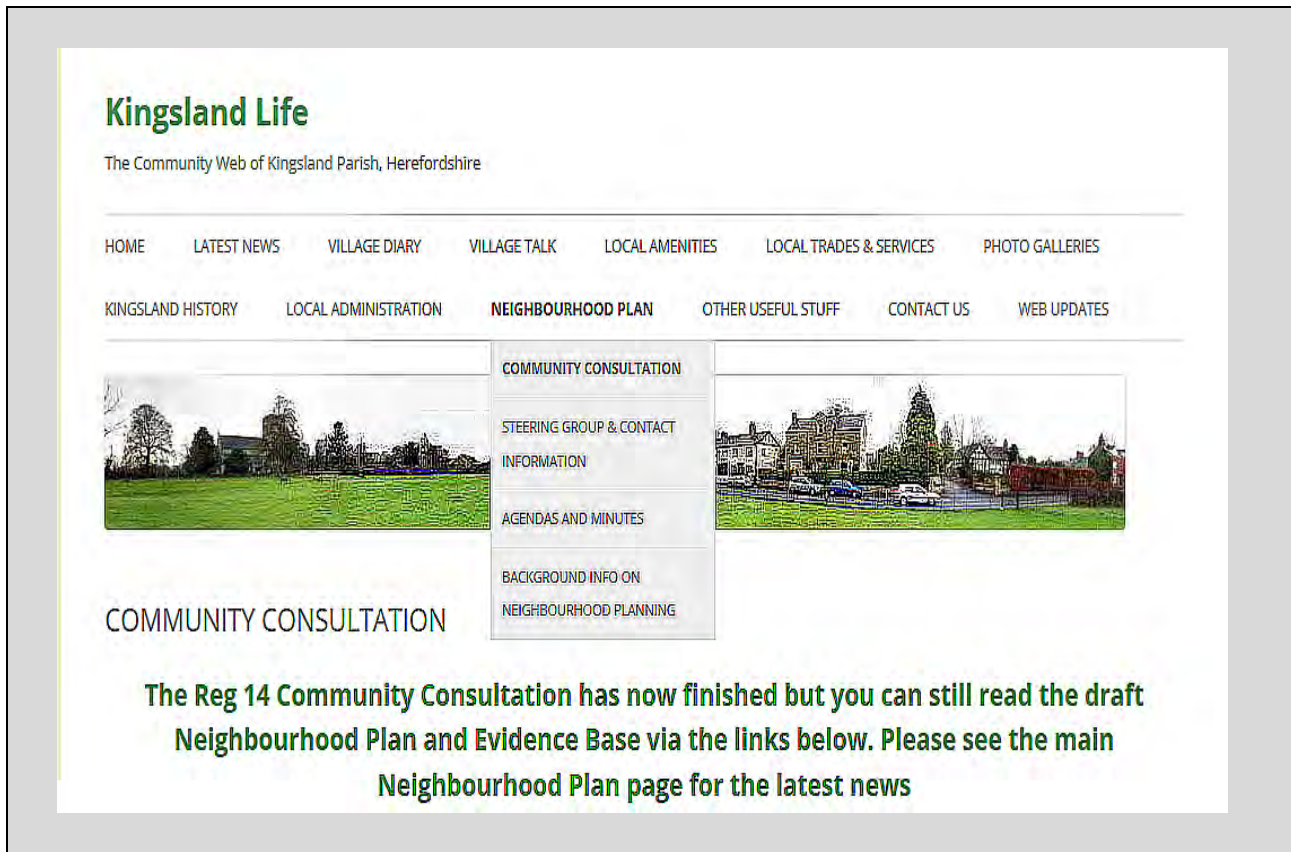 Kingsland Life
The Community Web of Kingsland Parish, Herefordshire
HOME LATEST NEWS VILLAGE DIARY VILLAGE TALK LOCAL AMENITIES LOCAL TRADES & SERVICES PHOTO GALLERIES
KINGSLAND HISTORY LOCAL ADMINISTRATION NEIGHBOURHOOD PLAN OTHER USEFUL STUFF CONTACT US WEB UPDATES
COMMUNITY CONSULTATION
STEERING GROUP & CONTACT
INFORMATION
AGENDAS AND MINUTES
BACKGROUND INFO ON
NEIGHBOURHOOD PLANNING
COMMUNITY CONSULTATION
The Reg 14 Community Consultation has now finished but you can still read the draft
Neighbourhood Plan and Evidence Base via the links below. Please see the main
Neighbourhood Plan page for the latest news